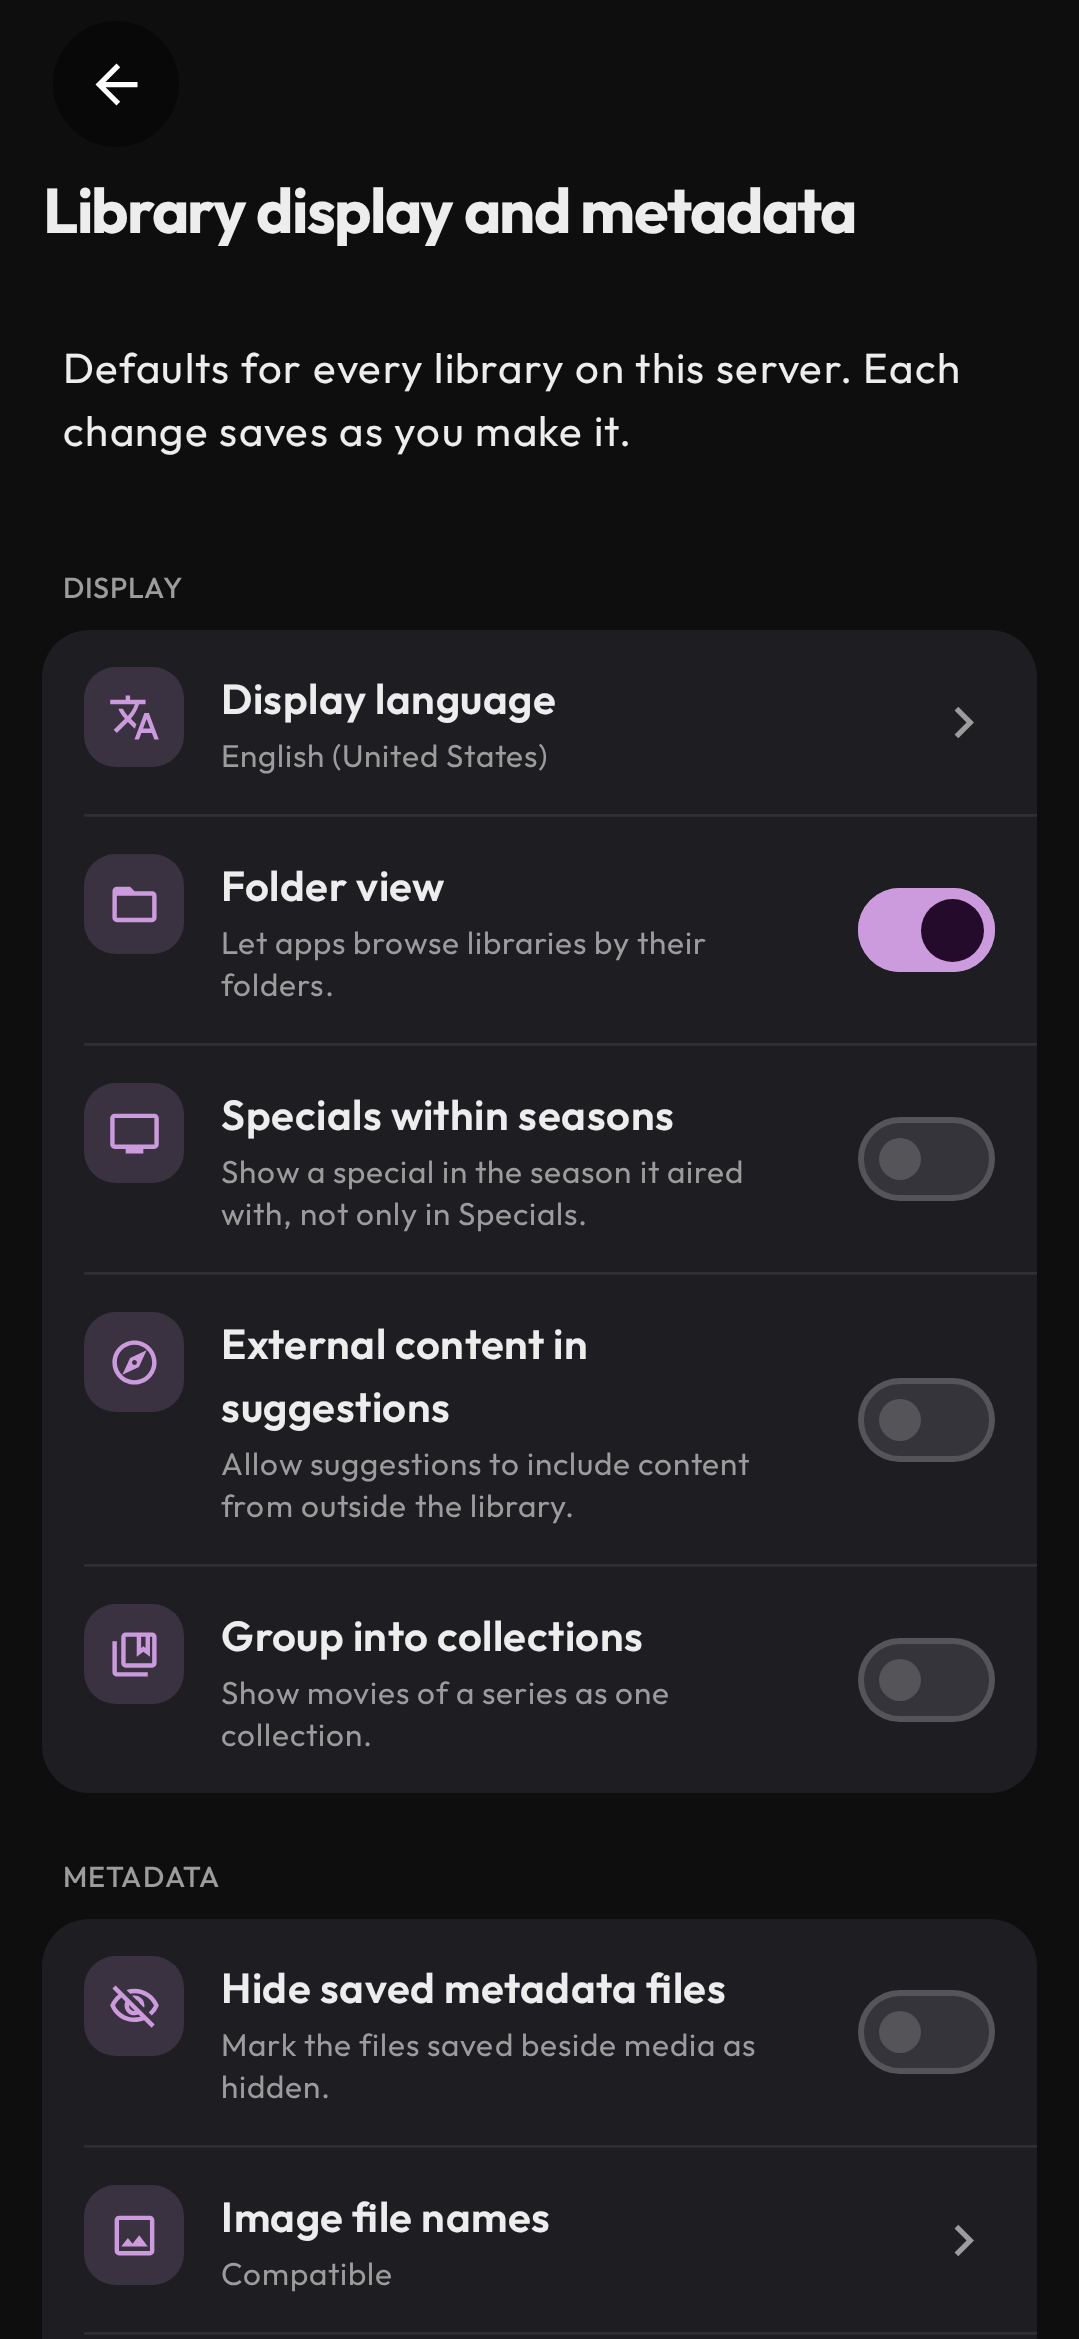 Library display and metadata
Defaults for every library on this server. Each
change saves as you make it.
DISPLAY
Display language
English (United States)
Folder view
Let apps browse libraries by their
folders.
Specials within seasons
Show a special in the season it aired
with, not only in Specials.
External content in
suggestions
Allow suggestions to include content
from outside the library.
Group into collections
Show movies of a series as one
collection.
METADATA
Hide saved metadata files
Mark the files saved beside media as
hidden.
Image file names
Compatible